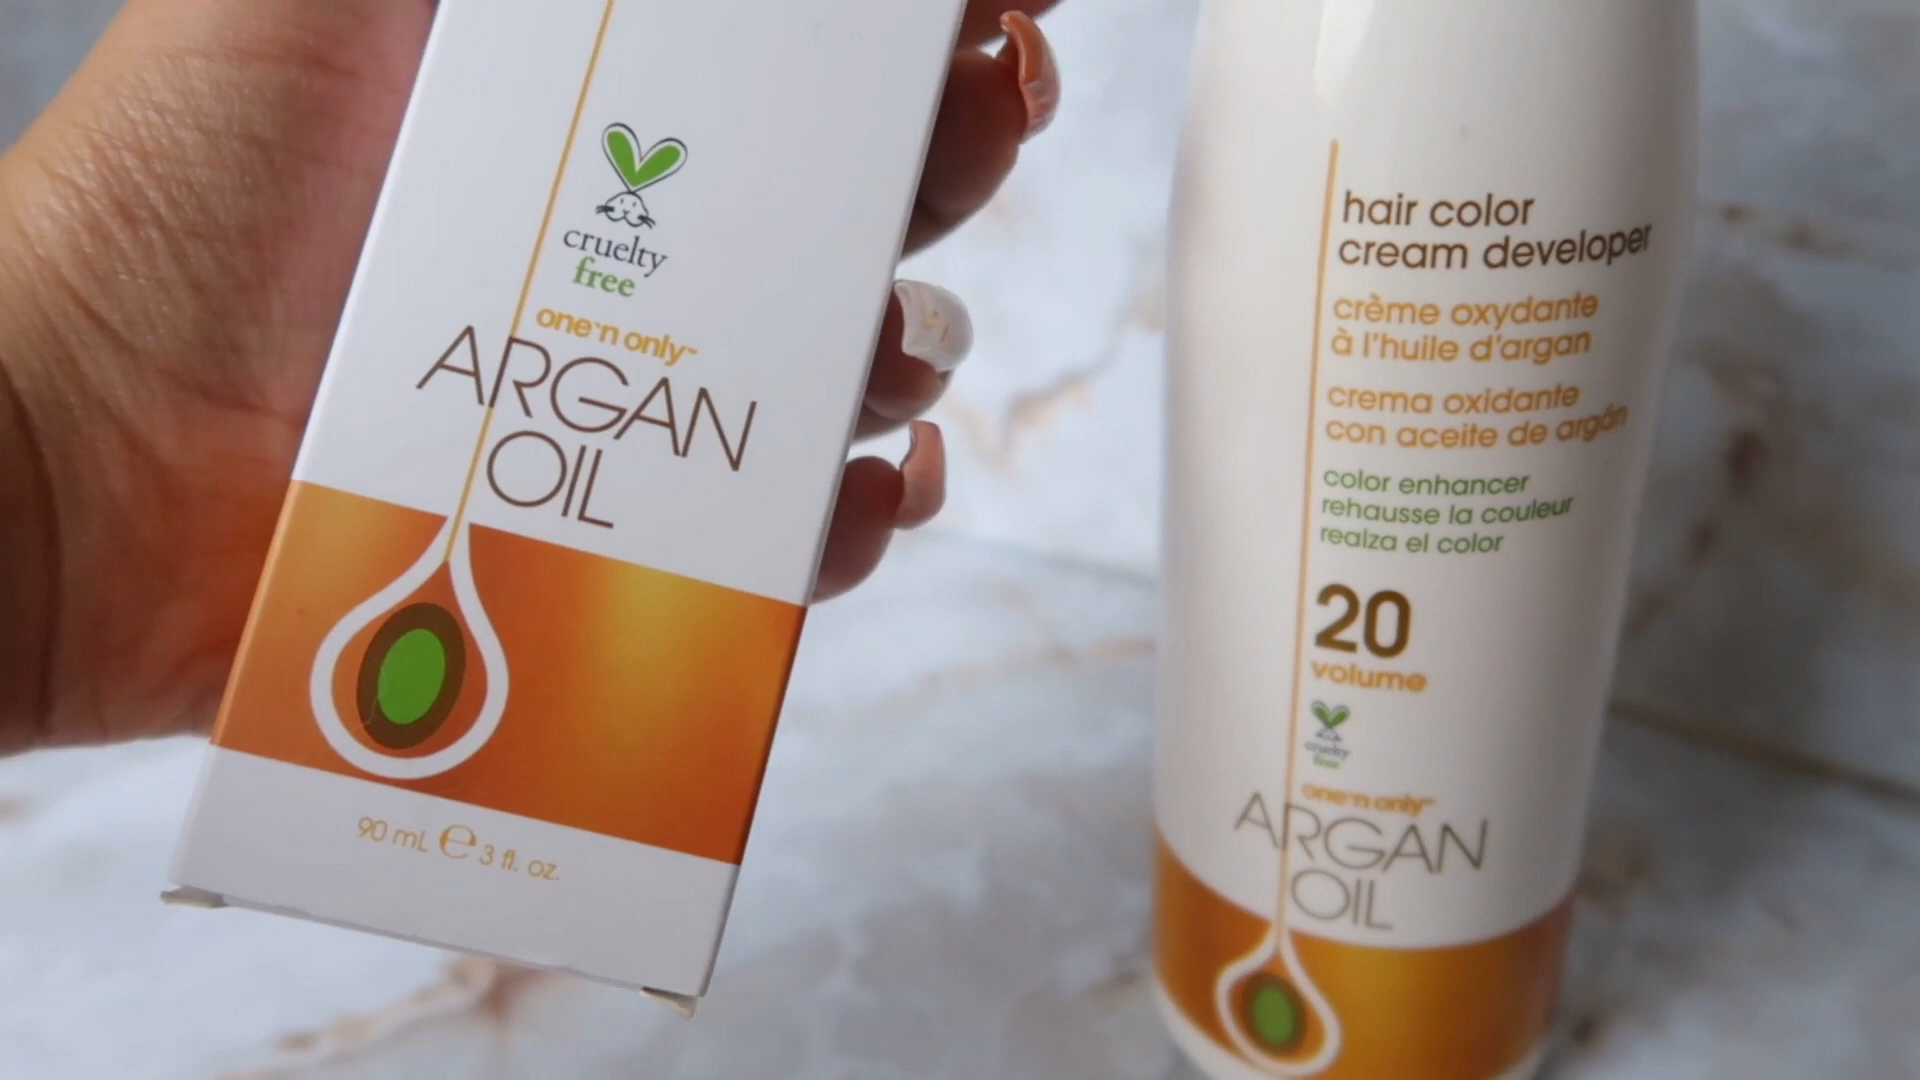 cruelty
free
one 'n only™
ARGAN
OIL
90 mL ℮ 3 fl. oz.
hair color
cream developer
crème oxydante
à l'huile d'argan
crema oxidante
con aceite de argán
color enhancer
rehausse la couleur
realza el color
20
volume
cruelty
free
one 'n only™
ARGAN
OIL